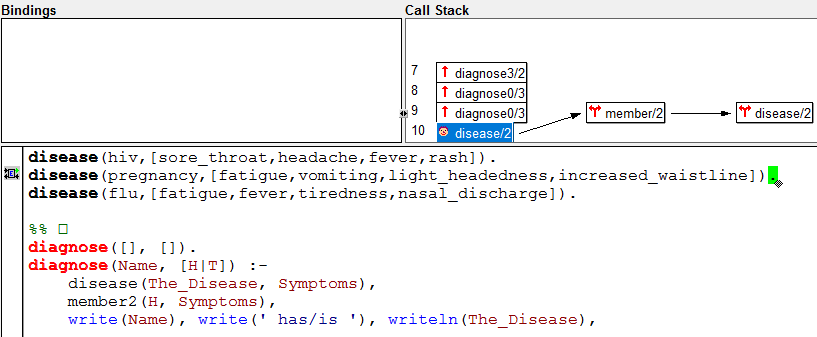 Bindings
Call Stack
7 diagnose3/2
8 diagnose0/3
9 diagnose0/3 member/2 disease/2
10 disease/2
disease(hiv,[sore_throat,headache,fever,rash]).
disease(pregnancy,[fatigue,vomiting,light_headedness,increased_waistline]).
disease(flu,[fatigue,fever,tiredness,nasal_discharge]).
%% □
diagnose([], []).
diagnose(Name, [H|T]) :-
disease(The_Disease, Symptoms),
member2(H, Symptoms),
write(Name), write(' has/is '), writeln(The_Disease),